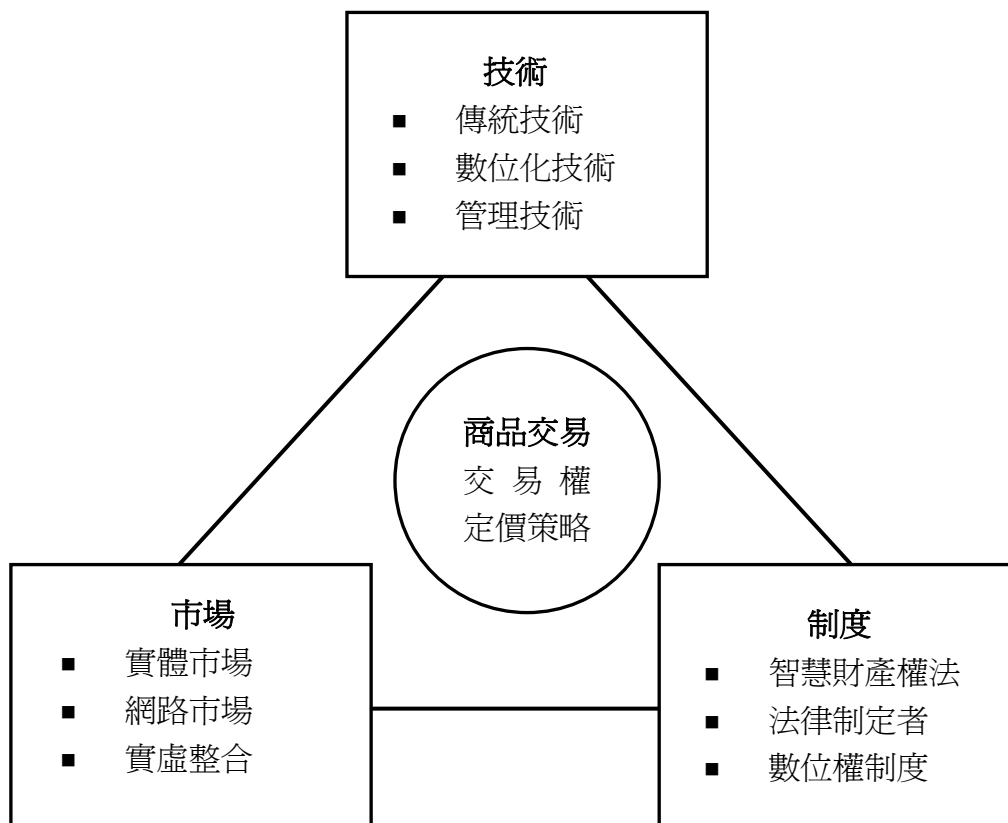 技術
■ 傳統技術
■ 數位化技術
■ 管理技術
商品交易
交 易 權
定價策略
市場
■ 實體市場
■ 網路市場
■ 實虛整合
制度
■ 智慧財產權法
■ 法律制定者
■ 數位權制度